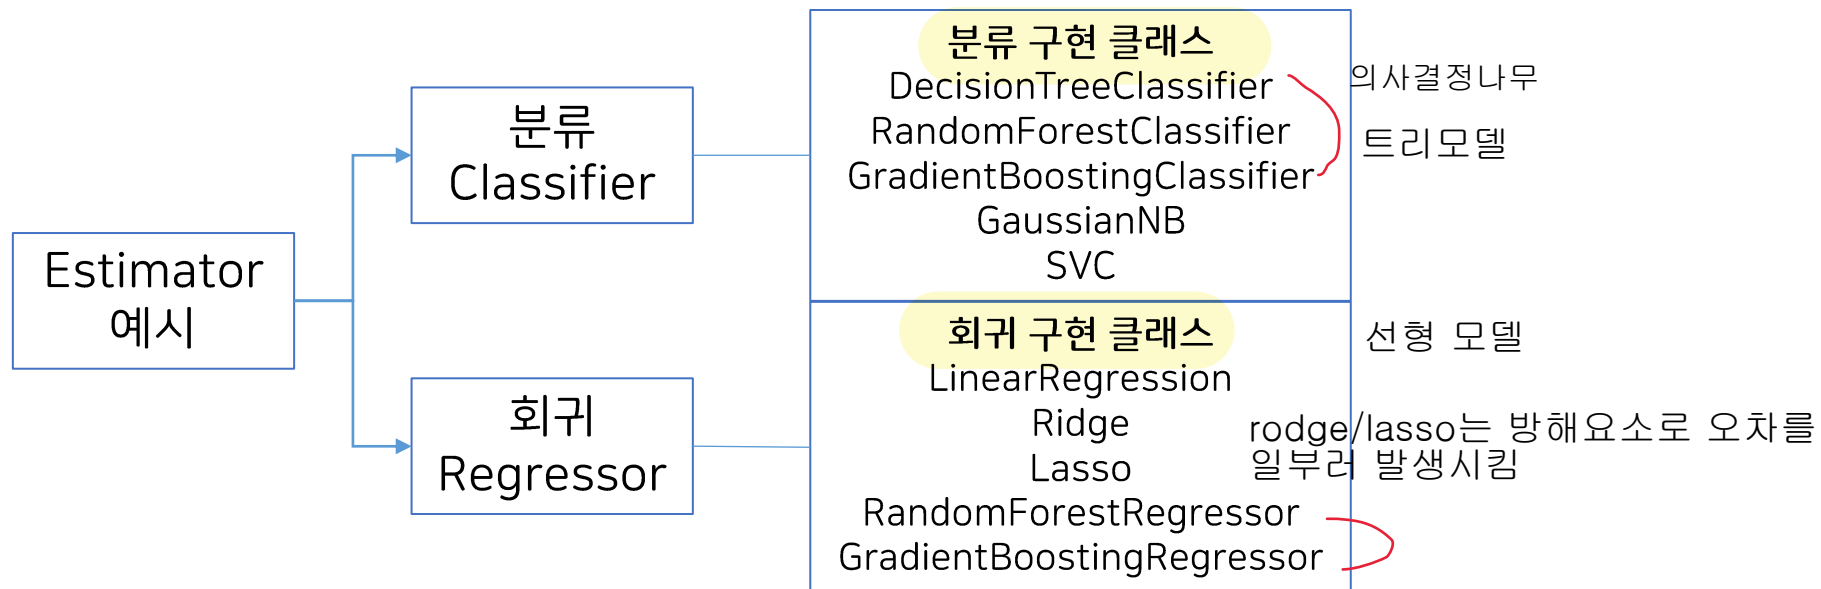 Estimator
예시
분류
Classifier
회귀
Regressor
분류 구현 클래스
DecisionTreeClassifier
RandomForestClassifier
GradientBoostingClassifier
GaussianNB
SVC
의사결정나무
트리모델
회귀 구현 클래스
LinearRegression
Ridge
Lasso
RandomForestRegressor
GradientBoostingRegressor
선형 모델
rodge/lasso는 방해요소로 오차를
일부러 발생시킴